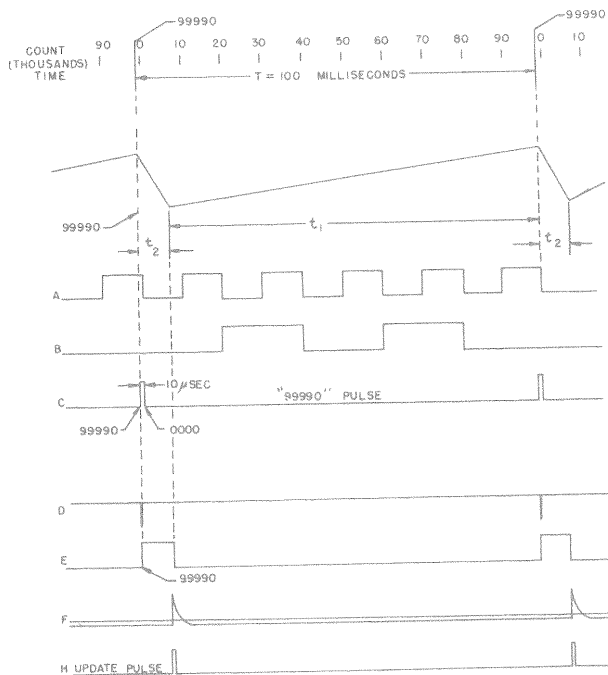 99990
99990
COUNT
(THOUSANDS)
TIME
90 0 10 20 30 40 50 60 70 80 90 0 10
T = 100 MILLISECONDS
99990
t2
t1
t2
A
B
10 µSEC
C
"99990" PULSE
99990
0000
D
E
99990
F
H UPDATE PULSE